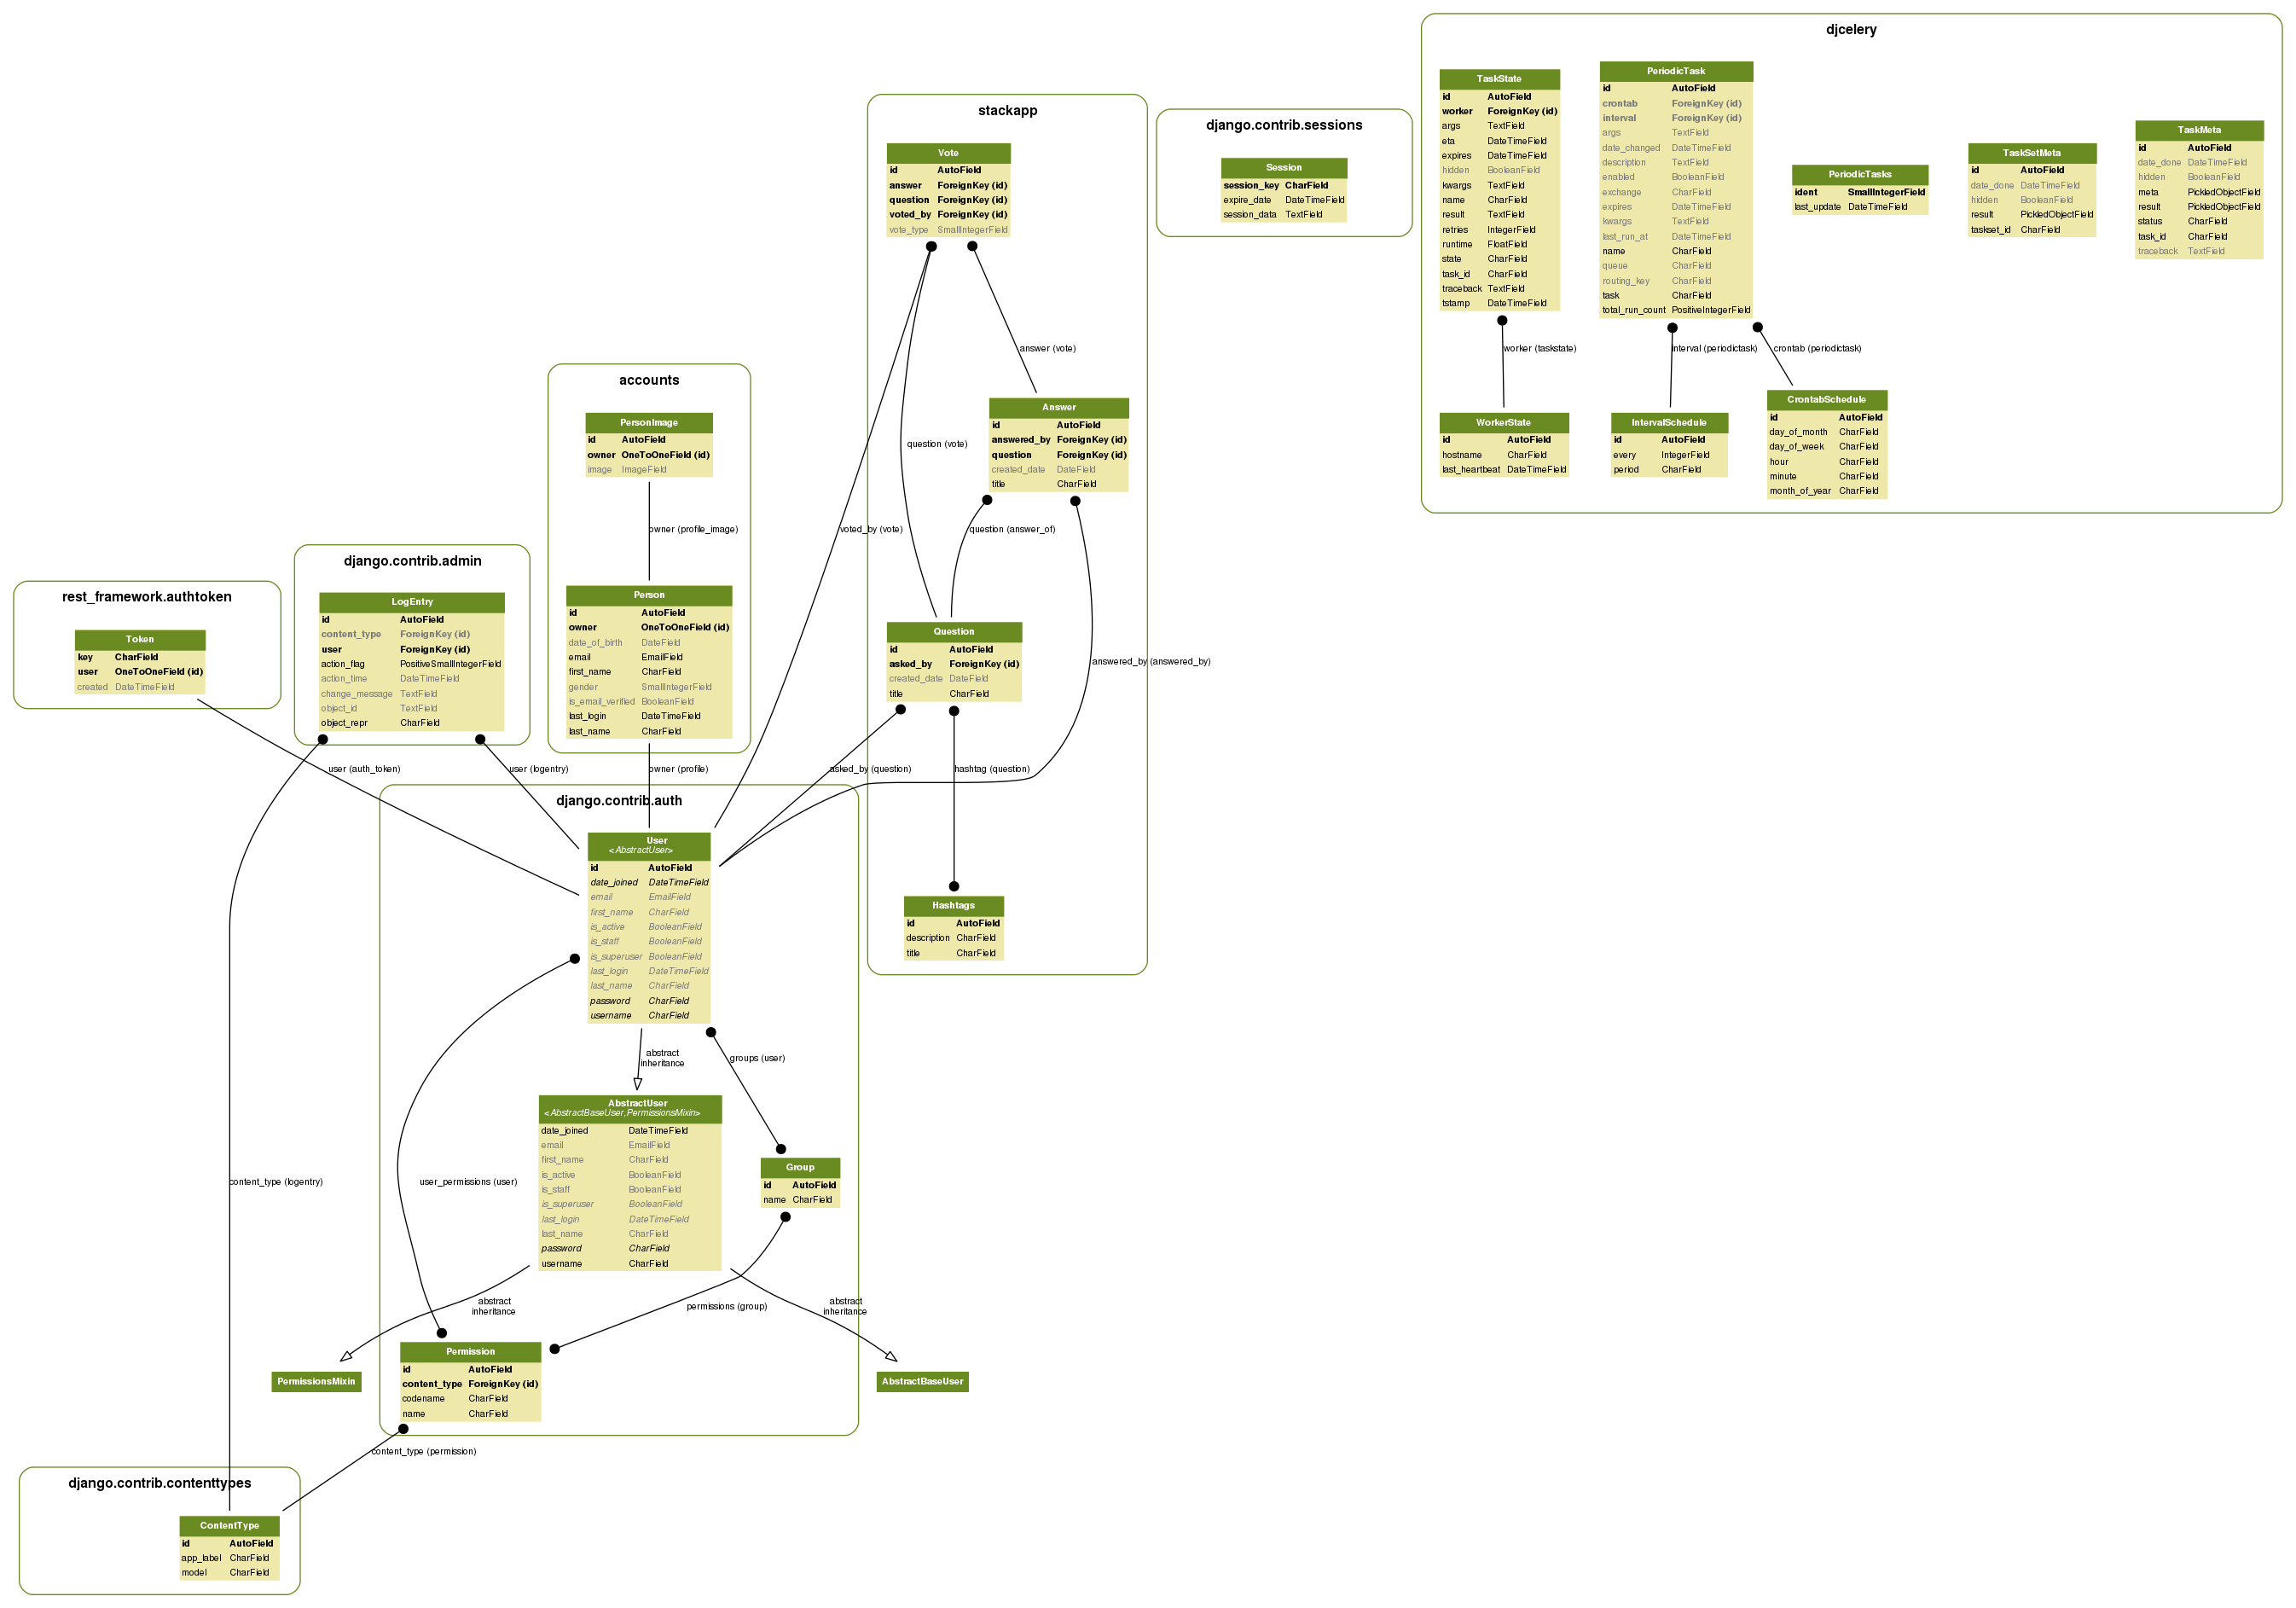 djcelery
TaskState
id AutoField
worker ForeignKey (id)
args TextField
eta DateTimeField
expires DateTimeField
hidden BooleanField
kwargs TextField
name CharField
result TextField
retries IntegerField
runtime FloatField
state CharField
task_id CharField
traceback TextField
tstamp DateTimeField
PeriodicTask
id AutoField
crontab ForeignKey (id)
interval ForeignKey (id)
args TextField
date_changed DateTimeField
description TextField
enabled BooleanField
exchange CharField
expires DateTimeField
kwargs TextField
last_run_at DateTimeField
name CharField
queue CharField
routing_key CharField
task CharField
total_run_count PositiveIntegerField
PeriodicTasks
ident SmallIntegerField
last_update DateTimeField
TaskSetMeta
id AutoField
date_done DateTimeField
hidden BooleanField
result PickledObjectField
taskset_id CharField
TaskMeta
id AutoField
date_done DateTimeField
hidden BooleanField
meta PickledObjectField
result PickledObjectField
status CharField
task_id CharField
traceback TextField
worker (taskstate)
interval (periodictask)
crontab (periodictask)
WorkerState
id AutoField
hostname CharField
last_heartbeat DateTimeField
IntervalSchedule
id AutoField
every IntegerField
period CharField
CrontabSchedule
id AutoField
day_of_month CharField
day_of_week CharField
hour CharField
minute CharField
month_of_year CharField
django.contrib.sessions
Session
session_key CharField
expire_date DateTimeField
session_data TextField
stackapp
Vote
id AutoField
answer ForeignKey (id)
question ForeignKey (id)
voted_by ForeignKey (id)
vote_type SmallIntegerField
answer (vote)
question (vote)
voted_by (vote)
Answer
id AutoField
answered_by ForeignKey (id)
question ForeignKey (id)
created_date DateField
title CharField
question (answer_of)
answered_by (answered_by)
Question
id AutoField
asked_by ForeignKey (id)
created_date DateField
title CharField
asked_by (question)
hashtag (question)
Hashtags
id AutoField
description CharField
title CharField
accounts
PersonImage
id AutoField
owner OneToOneField (id)
image ImageField
owner (profile_image)
Person
id AutoField
owner OneToOneField (id)
date_of_birth DateField
email EmailField
first_name CharField
gender SmallIntegerField
is_email_verified BooleanField
last_login DateTimeField
last_name CharField
owner (profile)
django.contrib.admin
LogEntry
id AutoField
content_type ForeignKey (id)
user ForeignKey (id)
action_flag PositiveSmallIntegerField
action_time DateTimeField
change_message TextField
object_id TextField
object_repr CharField
user (logentry)
content_type (logentry)
rest_framework.authtoken
Token
key CharField
user OneToOneField (id)
created DateTimeField
user (auth_token)
django.contrib.auth
User
<AbstractUser>
id AutoField
date_joined DateTimeField
email EmailField
first_name CharField
is_active BooleanField
is_staff BooleanField
is_superuser BooleanField
last_login DateTimeField
last_name CharField
password CharField
username CharField
abstract
inheritance
groups (user)
user_permissions (user)
AbstractUser
<AbstractBaseUser,PermissionsMixin>
date_joined DateTimeField
email EmailField
first_name CharField
is_active BooleanField
is_staff BooleanField
is_superuser BooleanField
last_login DateTimeField
last_name CharField
password CharField
username CharField
Group
id AutoField
name CharField
abstract
inheritance
permissions (group)
abstract
inheritance
PermissionsMixin
Permission
id AutoField
content_type ForeignKey (id)
codename CharField
name CharField
AbstractBaseUser
content_type (permission)
django.contrib.contenttypes
ContentType
id AutoField
app_label CharField
model CharField